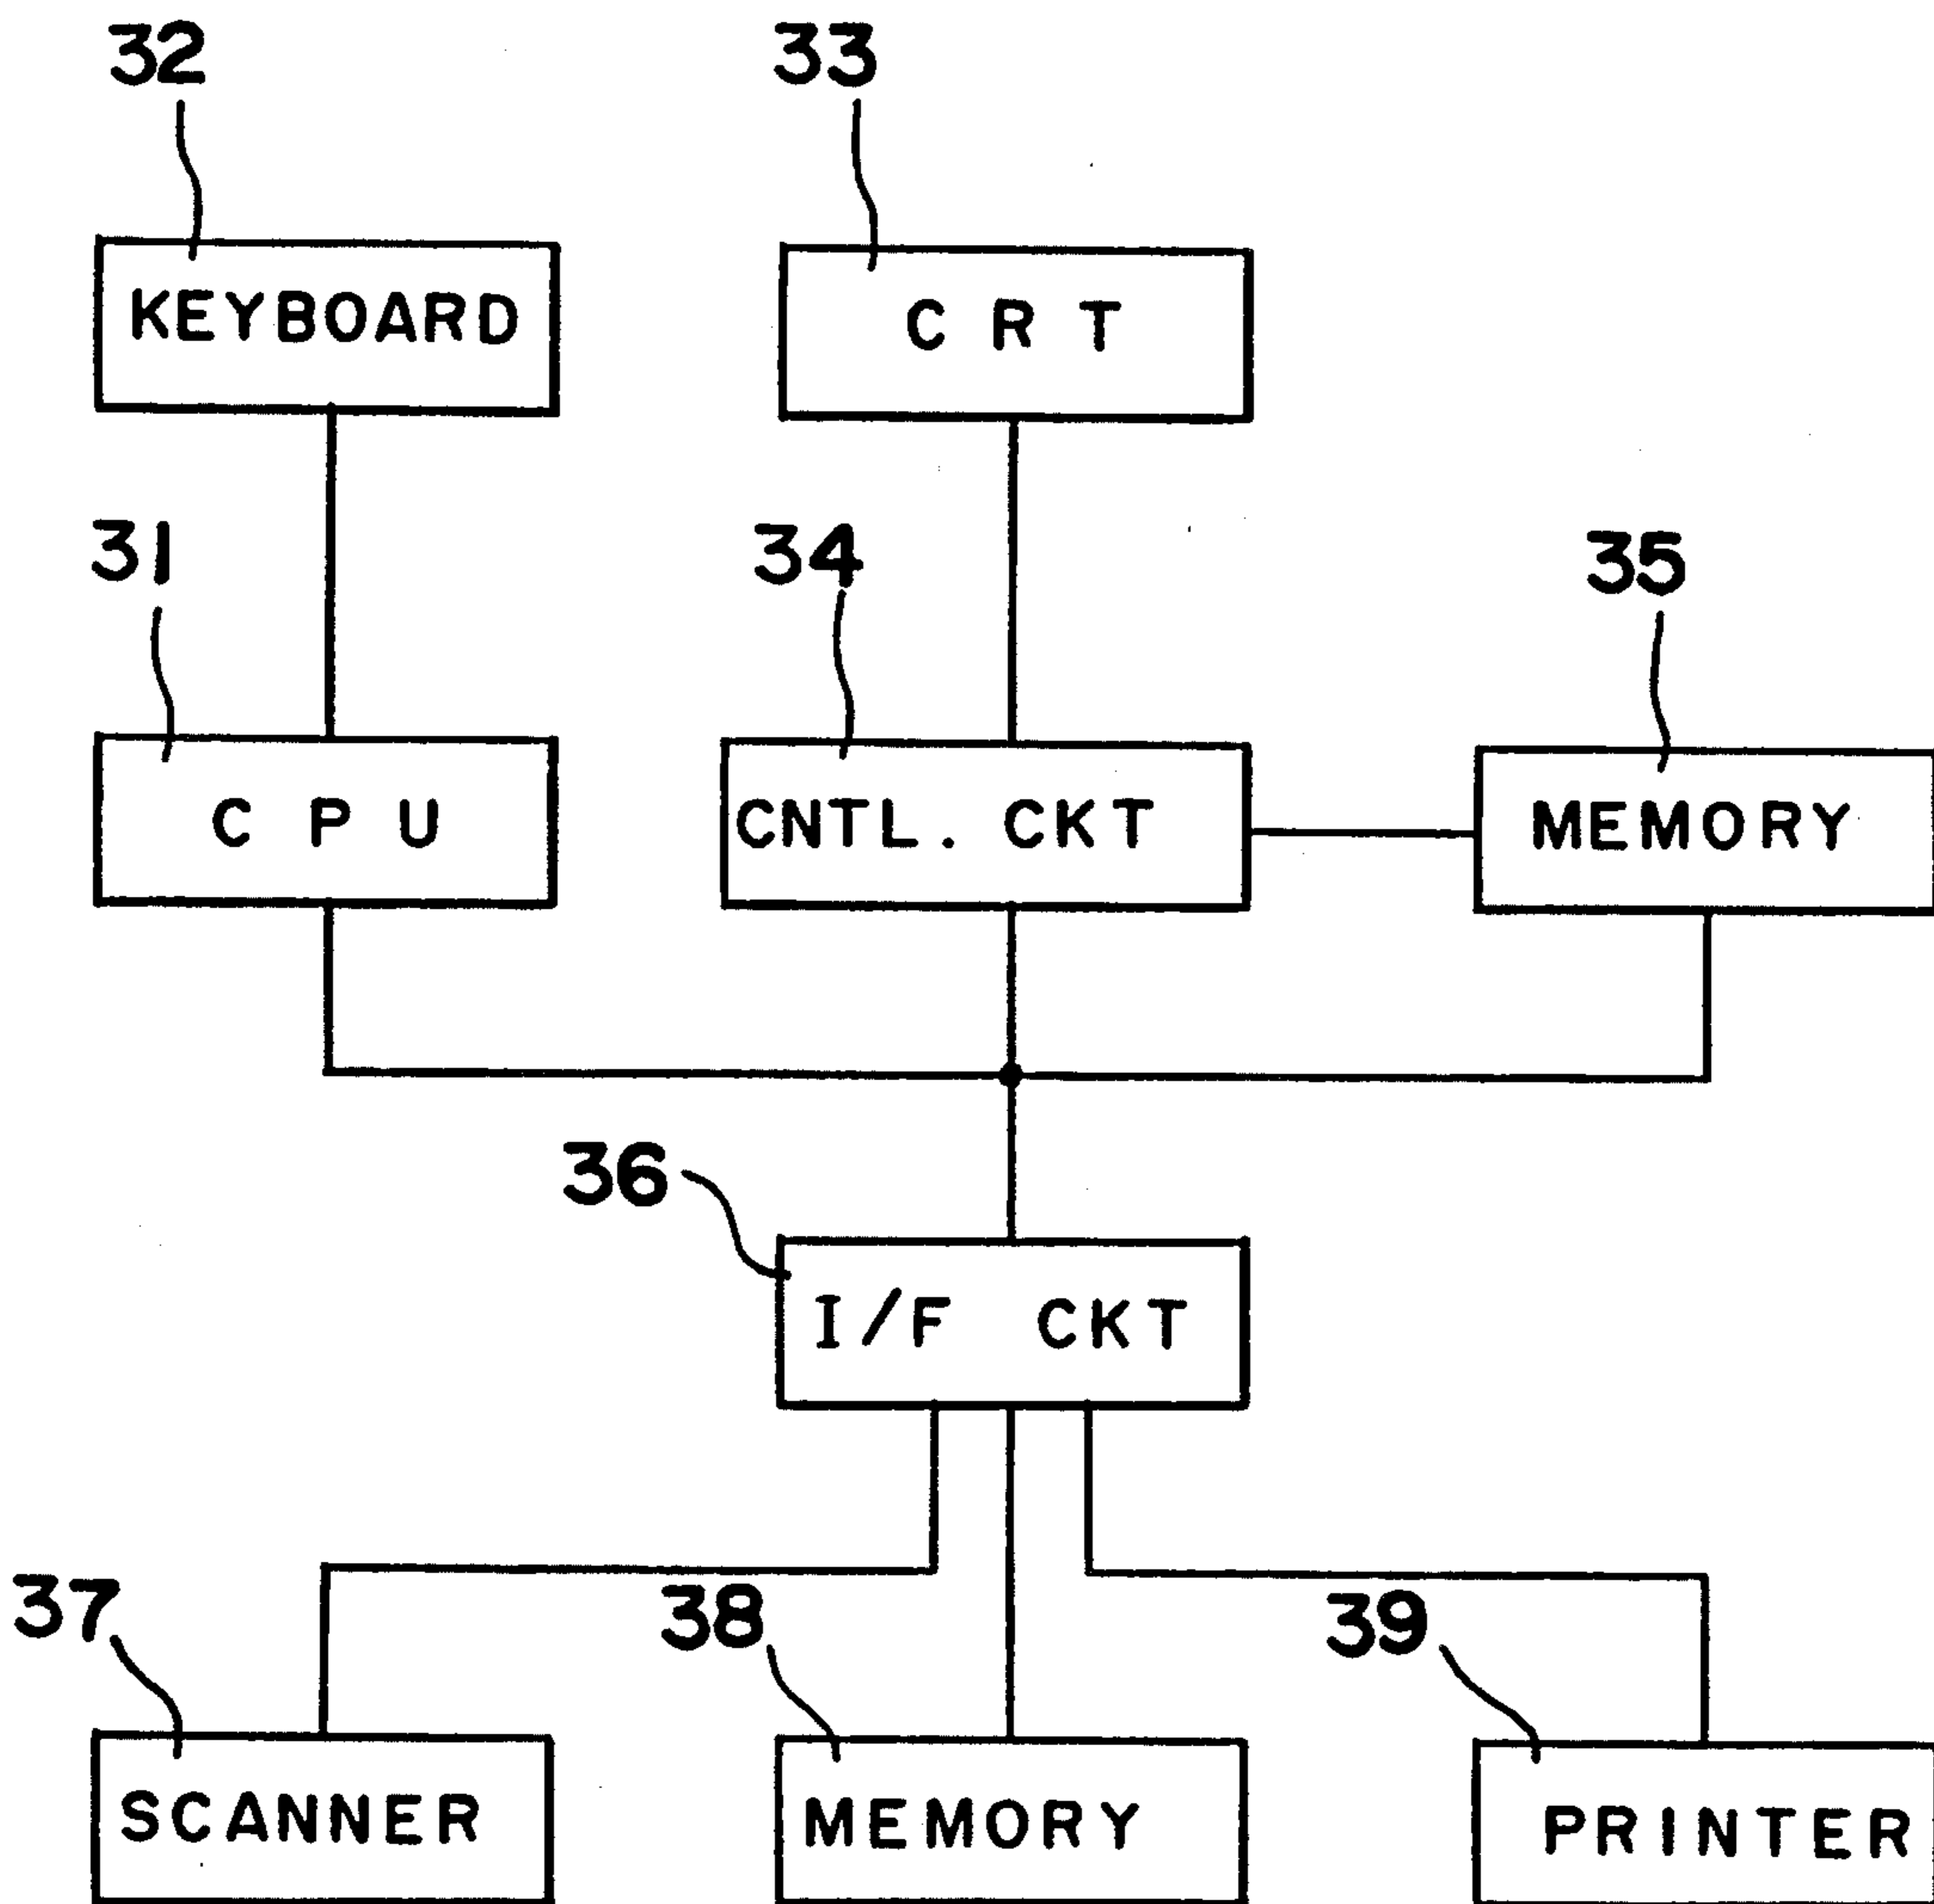 32
33
KEYBOARD
C R T
31
34
35
C P U
CNTL. CKT
MEMORY
36
I/F CKT
37
38
39
SCANNER
MEMORY
PRINTER